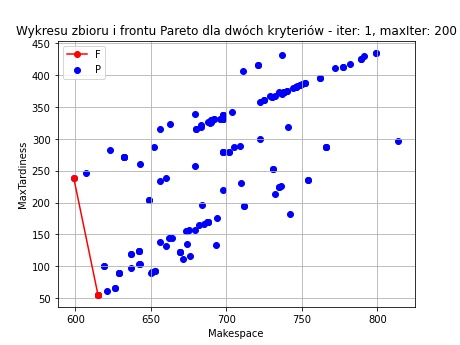 Wykresu zbioru i frontu Pareto dla dwóch kryteriów - iter: 1, maxIter: 200
F
P
450
400
350
300
250
200
150
100
50
MaxTardiness
600 650 700 750 800
Makespace